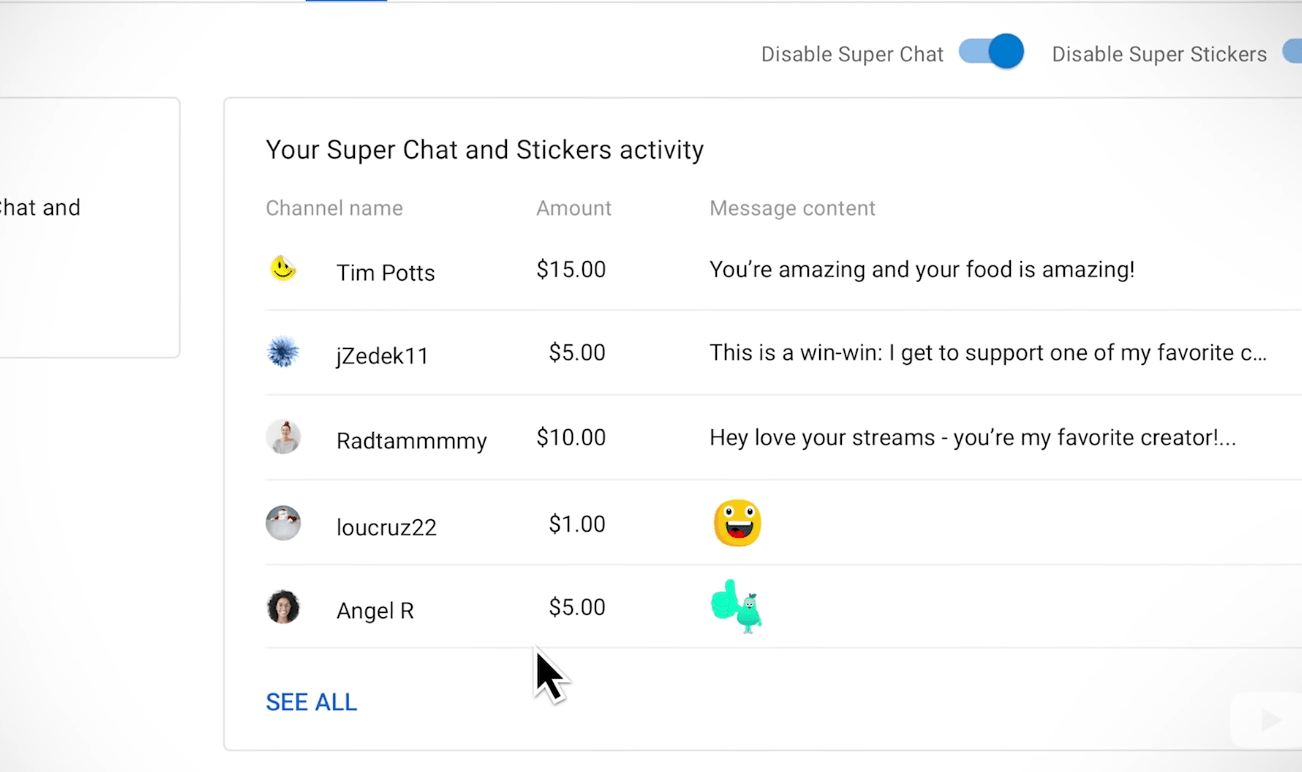 Disable Super Chat Disable Super Stickers
Your Super Chat and Stickers activity
hat and
Channel name Amount Message content
Tim Potts $15.00 You’re amazing and your food is amazing!
jZedek11 $5.00 This is a win-win: I get to support one of my favorite c...
Radtammmmy $10.00 Hey love your streams - you’re my favorite creator!...
loucruz22 $1.00
Angel R $5.00
SEE ALL